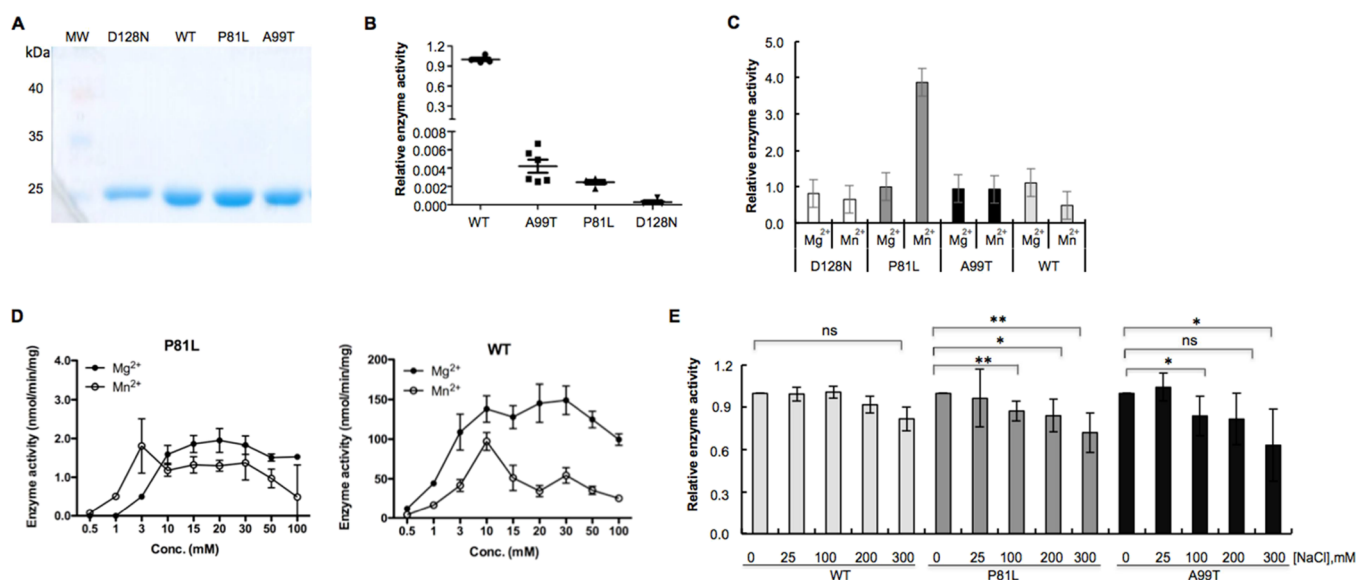 A
MW D128N WT P81L A99T
kDa
40
35
25
B
Relative enzyme activity
1.2
0.9
0.6
0.3
0.008
0.006
0.004
0.002
0.000
WT A99T P81L D128N
C
Relative enzyme activity
5.0
4.0
3.0
2.0
1.0
0.0
Mg2+ Mn2+ Mg2+ Mn2+ Mg2+ Mn2+ Mg2+ Mn2+
D128N P81L A99T WT
D
P81L
Enzyme activity (nmol/min/mg)
4.0
3.0
2.0
1.0
0.0
Mg2+
Mn2+
0.5 1 3 10 15 20 30 50 100
Conc. (mM)
WT
Enzyme activity (nmol/min/mg)
200
150
100
50
0
Mg2+
Mn2+
0.5 1 3 10 15 20 30 50 100
Conc. (mM)
E
Relative enzyme activity
1.2
0.9
0.6
0.3
0
ns
**
*
**
*
ns
*
0 25 100 200 300 0 25 100 200 300 0 25 100 200 300 [NaCl],mM
WT P81L A99T